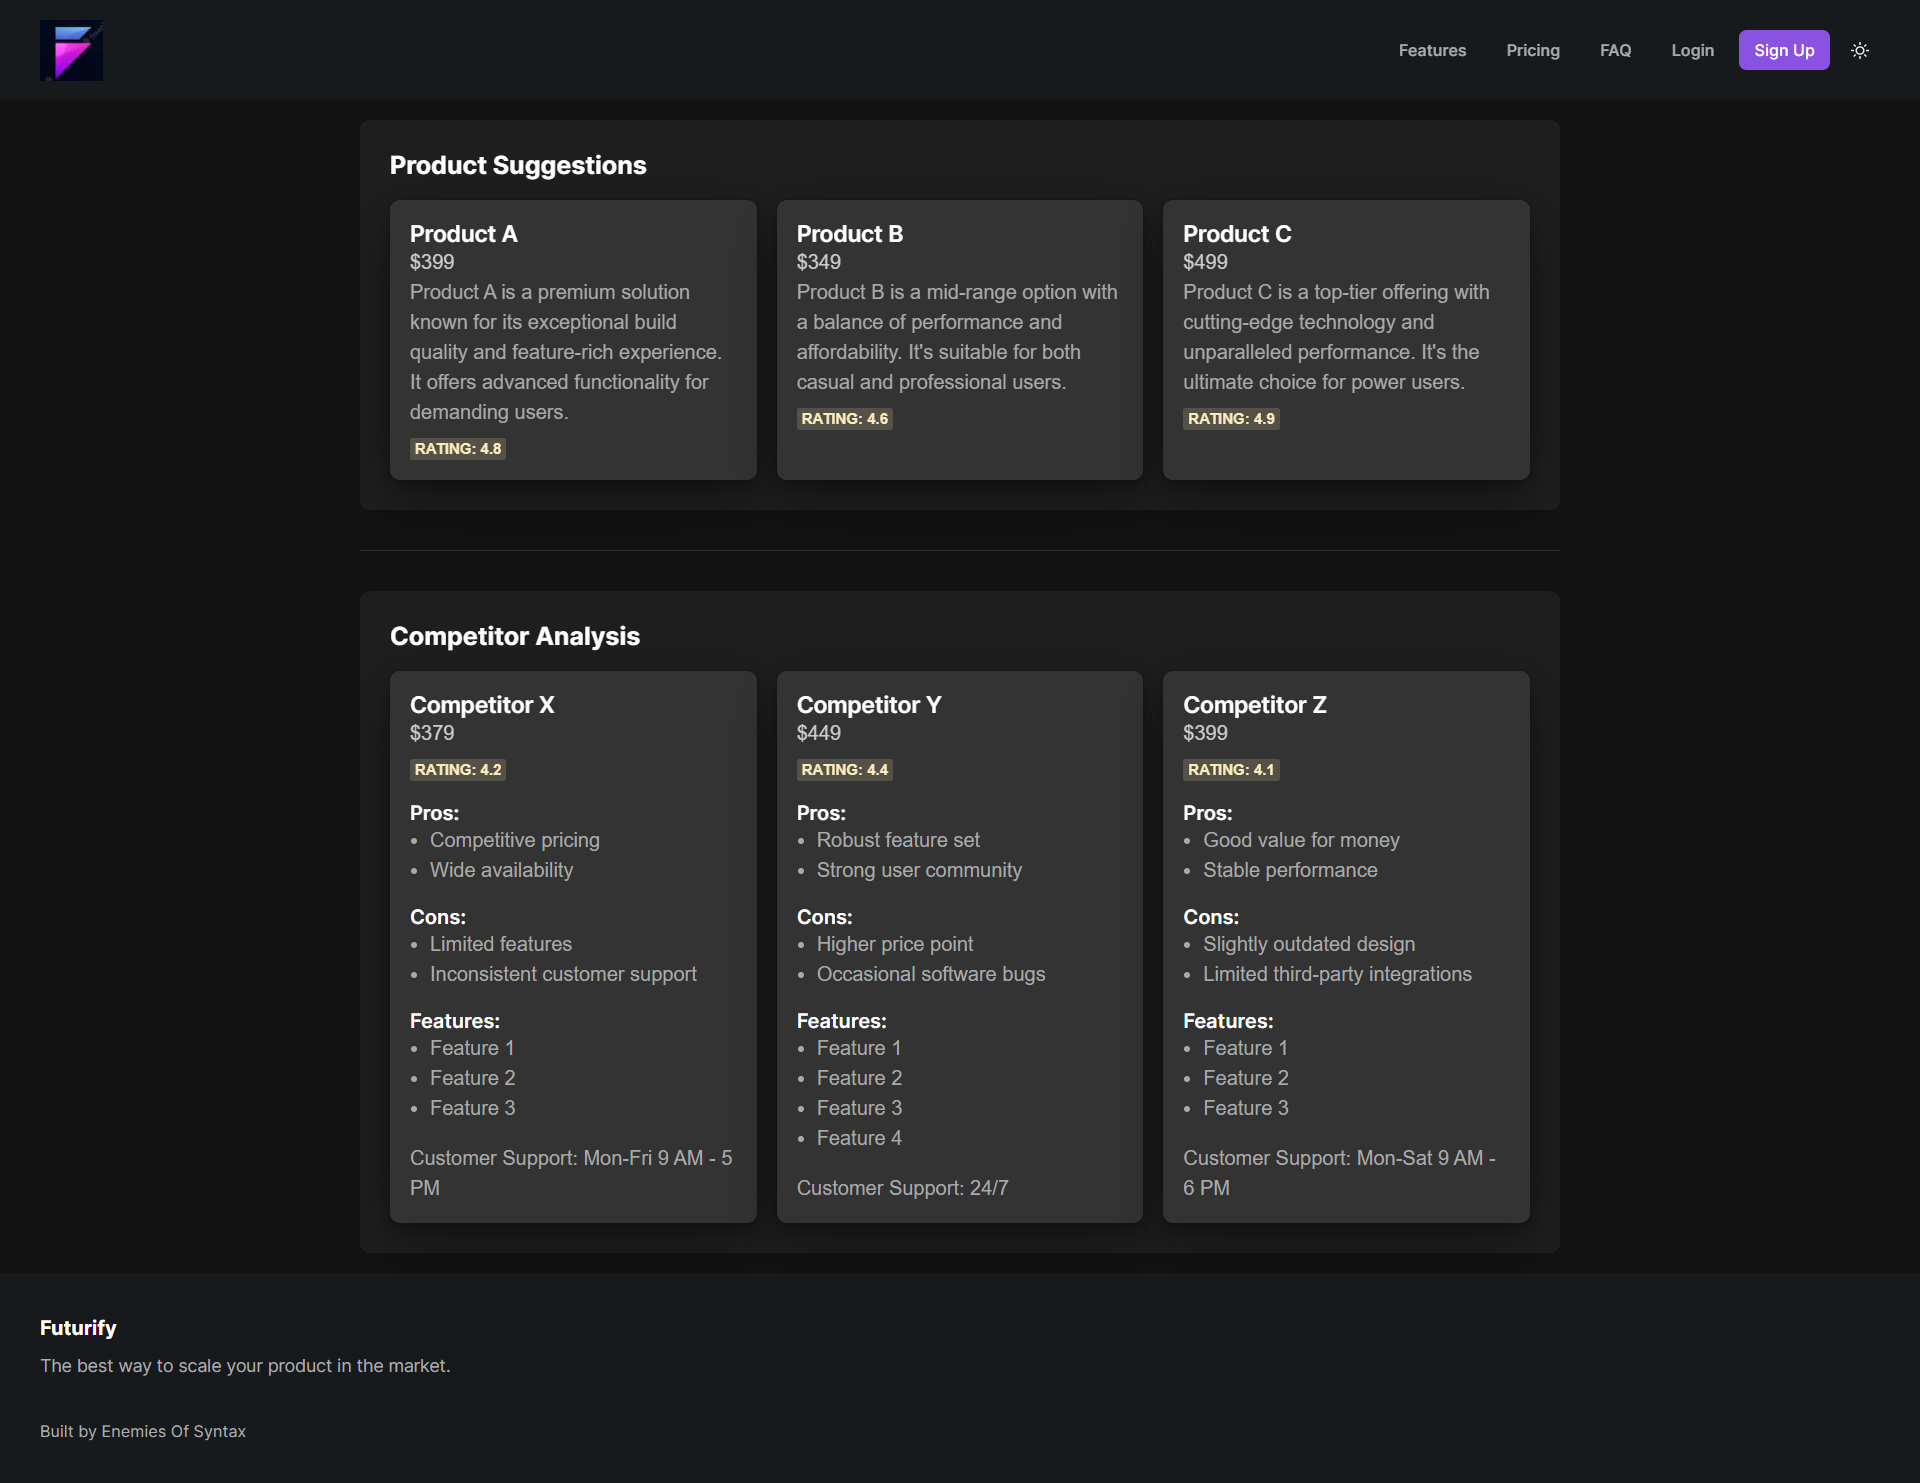 Features
Pricing
FAQ
Login
Sign Up
Product Suggestions
Product A
$399
Product A is a premium solution
known for its exceptional build
quality and feature-rich experience.
It offers advanced functionality for
demanding users.
RATING: 4.8
Product B
$349
Product B is a mid-range option with
a balance of performance and
affordability. It's suitable for both
casual and professional users.
RATING: 4.6
Product C
$499
Product C is a top-tier offering with
cutting-edge technology and
unparalleled performance. It's the
ultimate choice for power users.
RATING: 4.9
Competitor Analysis
Competitor X
$379
RATING: 4.2
Pros:
• Competitive pricing
• Wide availability
Cons:
• Limited features
• Inconsistent customer support
Features:
• Feature 1
• Feature 2
• Feature 3
Customer Support: Mon-Fri 9 AM - 5
PM
Competitor Y
$449
RATING: 4.4
Pros:
• Robust feature set
• Strong user community
Cons:
• Higher price point
• Occasional software bugs
Features:
• Feature 1
• Feature 2
• Feature 3
• Feature 4
Customer Support: 24/7
Competitor Z
$399
RATING: 4.1
Pros:
• Good value for money
• Stable performance
Cons:
• Slightly outdated design
• Limited third-party integrations
Features:
• Feature 1
• Feature 2
• Feature 3
Customer Support: Mon-Sat 9 AM -
6 PM
Futurify
The best way to scale your product in the market.
Built by Enemies Of Syntax